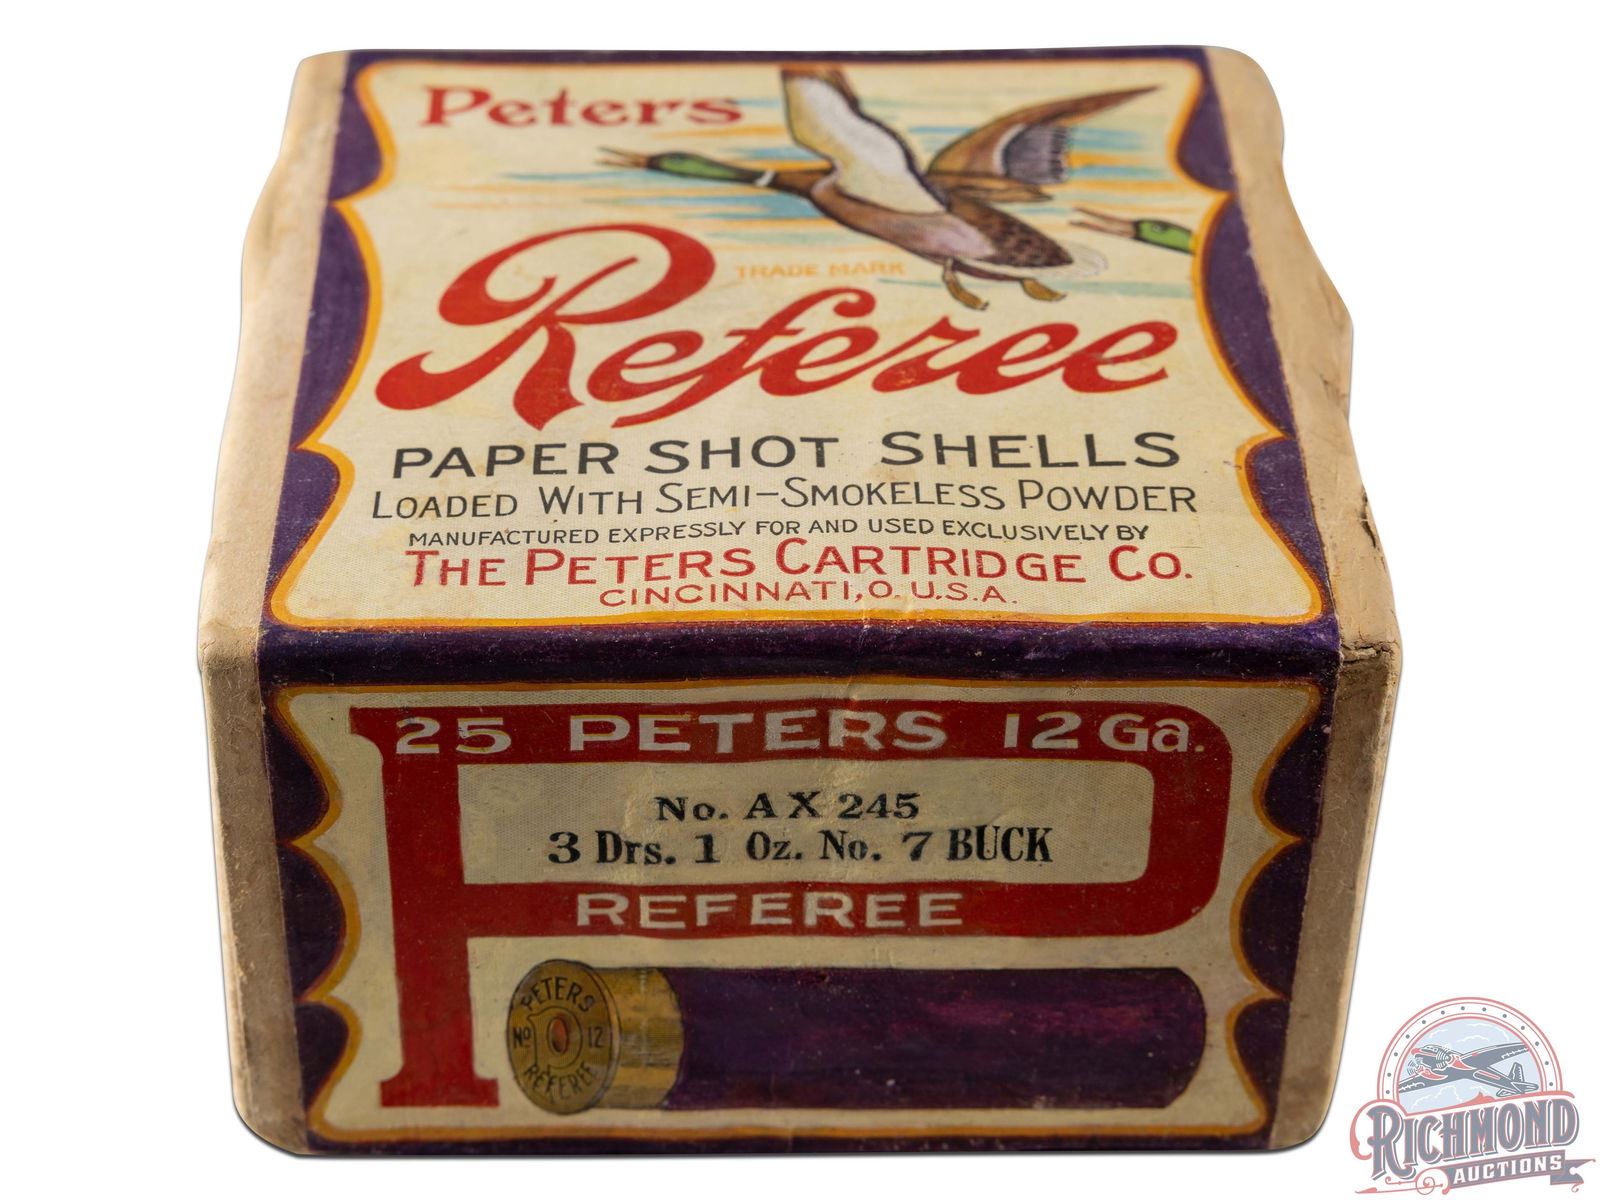 Peters
TRADE MARK
Referee
PAPER SHOT SHELLS
LOADED WITH SEMI-SMOKELESS POWDER
MANUFACTURED EXPRESSLY FOR AND USED EXCLUSIVELY BY
THE PETERS CARTRIDGE CO.
CINCINNATI, O. U.S.A.
25 PETERS 12 Ga.
No. AX 245
3 Drs. 1 Oz. No. 7 BUCK
REFEREE
PETERS
No 12
REFEREE
RICHMOND
AUCTIONS